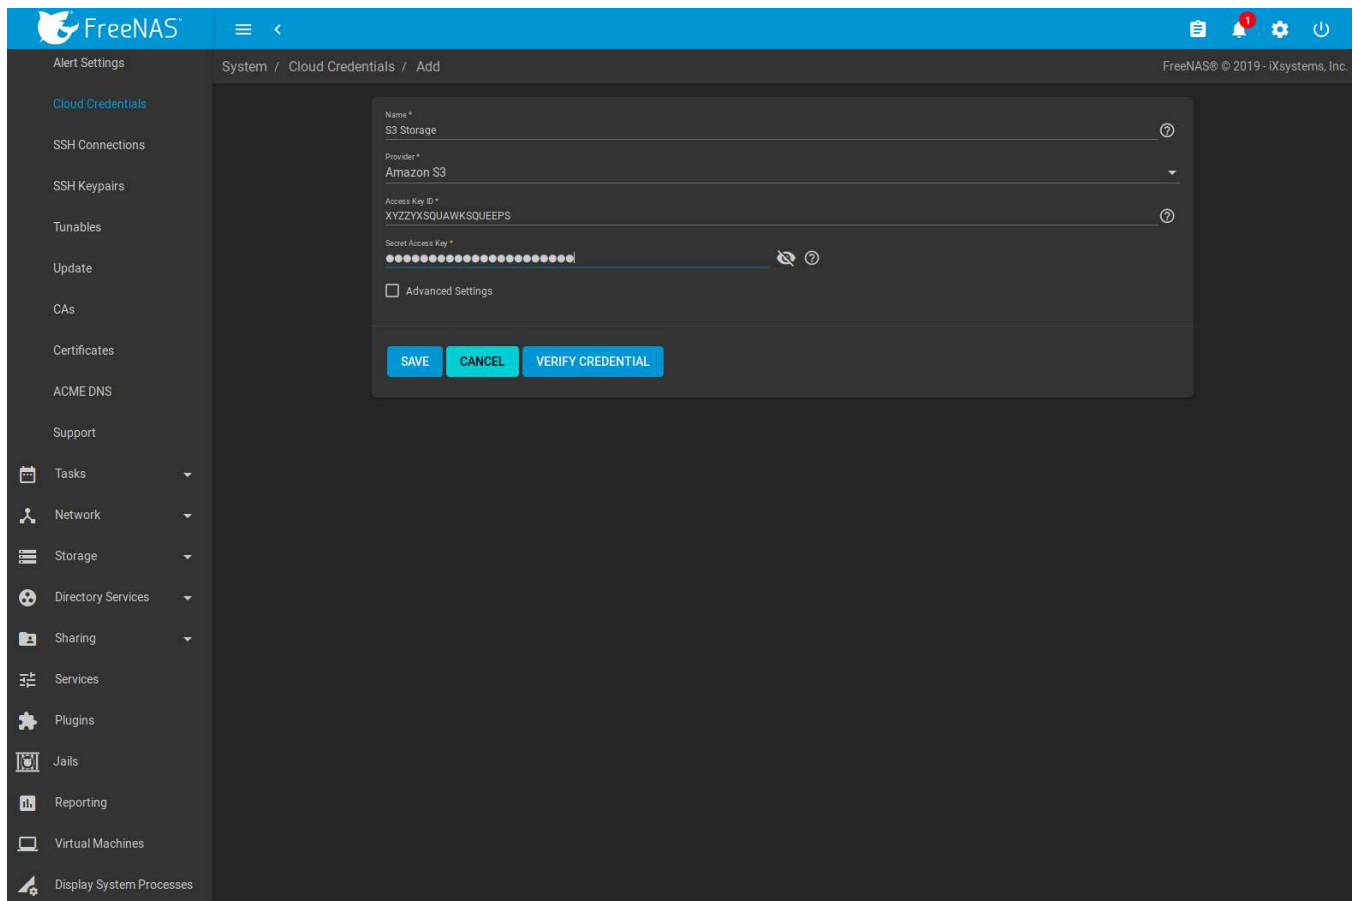 FreeNAS™
1
System / Cloud Credentials / Add
FreeNAS® © 2019 - iXsystems, Inc.
Alert Settings
Cloud Credentials
SSH Connections
SSH Keypairs
Tunables
Update
CAs
Certificates
ACME DNS
Support
Tasks
Network
Storage
Directory Services
Sharing
Services
Plugins
Jails
Reporting
Virtual Machines
Display System Processes
Name *
S3 Storage
Provider *
Amazon S3
Access Key ID *
XYZZYXSQUAWKSQUEEPS
Secret Access Key *
Advanced Settings
SAVE CANCEL VERIFY CREDENTIAL